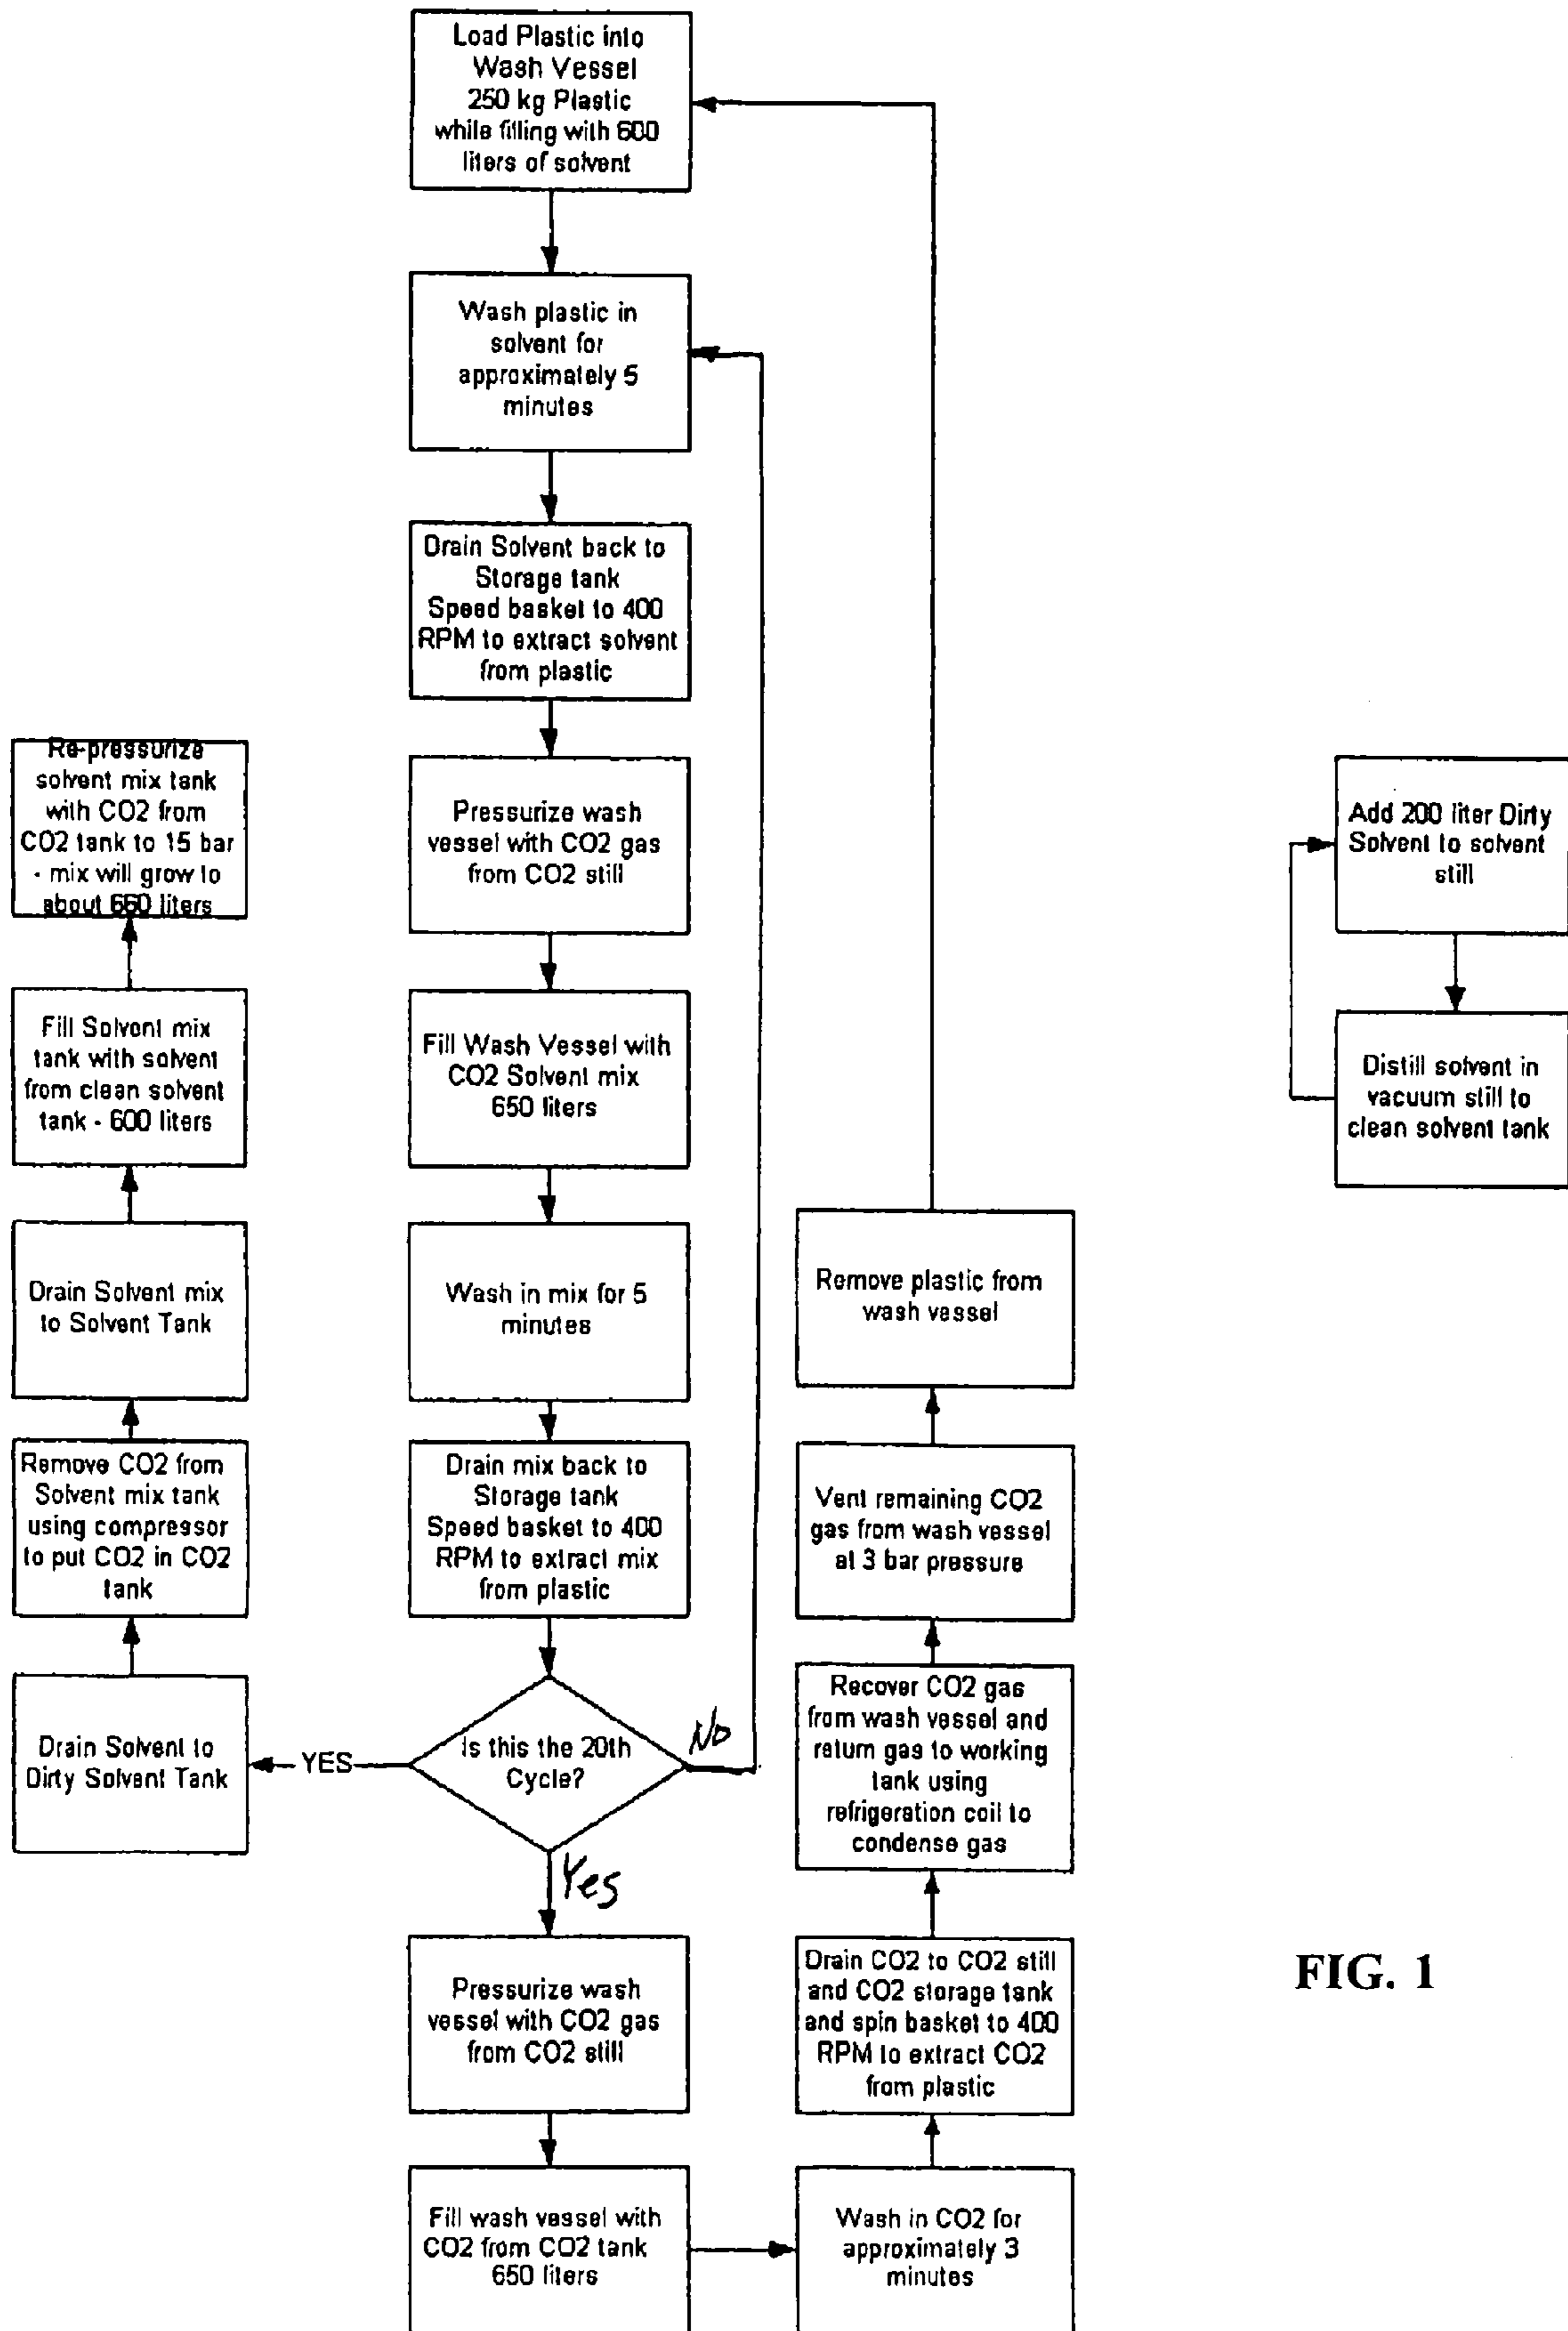 Load Plastic into
Wash Vessel
250 kg Plastic
while filling with 600
liters of solvent
Wash plastic in
solvent for
approximately 5
minutes
Drain Solvent back to
Storage tank
Speed basket to 400
RPM to extract solvent
from plastic
Pressurize wash
vessel with CO2 gas
from CO2 still
Fill Wash Vessel with
CO2 Solvent mix
650 liters
Wash in mix for 5
minutes
Drain mix back to
Storage tank
Speed basket to 400
RPM to extract mix
from plastic
Is this the 20th
Cycle?
No
YES
Yes
Drain Solvent to
Dirty Solvent Tank
Remove CO2 from
Solvent mix tank
using compressor
to put CO2 in CO2
tank
Drain Solvent mix
to Solvent Tank
Fill Solvent mix
tank with solvent
from clean solvent
tank - 600 liters
Re-pressurize
solvent mix tank
with CO2 from
CO2 tank to 15 bar
- mix will grow to
about 650 liters
Pressurize wash
vessel with CO2 gas
from CO2 still
Fill wash vessel with
CO2 from CO2 tank
650 liters
Wash in CO2 for
approximately 3
minutes
Drain CO2 to CO2 still
and CO2 storage tank
and spin basket to 400
RPM to extract CO2
from plastic
Recover CO2 gas
from wash vessel and
return gas to working
tank using
refrigeration coil to
condense gas
Vent remaining CO2
gas from wash vessel
at 3 bar pressure
Remove plastic from
wash vessel
Add 200 liter Dirty
Solvent to solvent
still
Distill solvent in
vacuum still to
clean solvent tank
FIG. 1